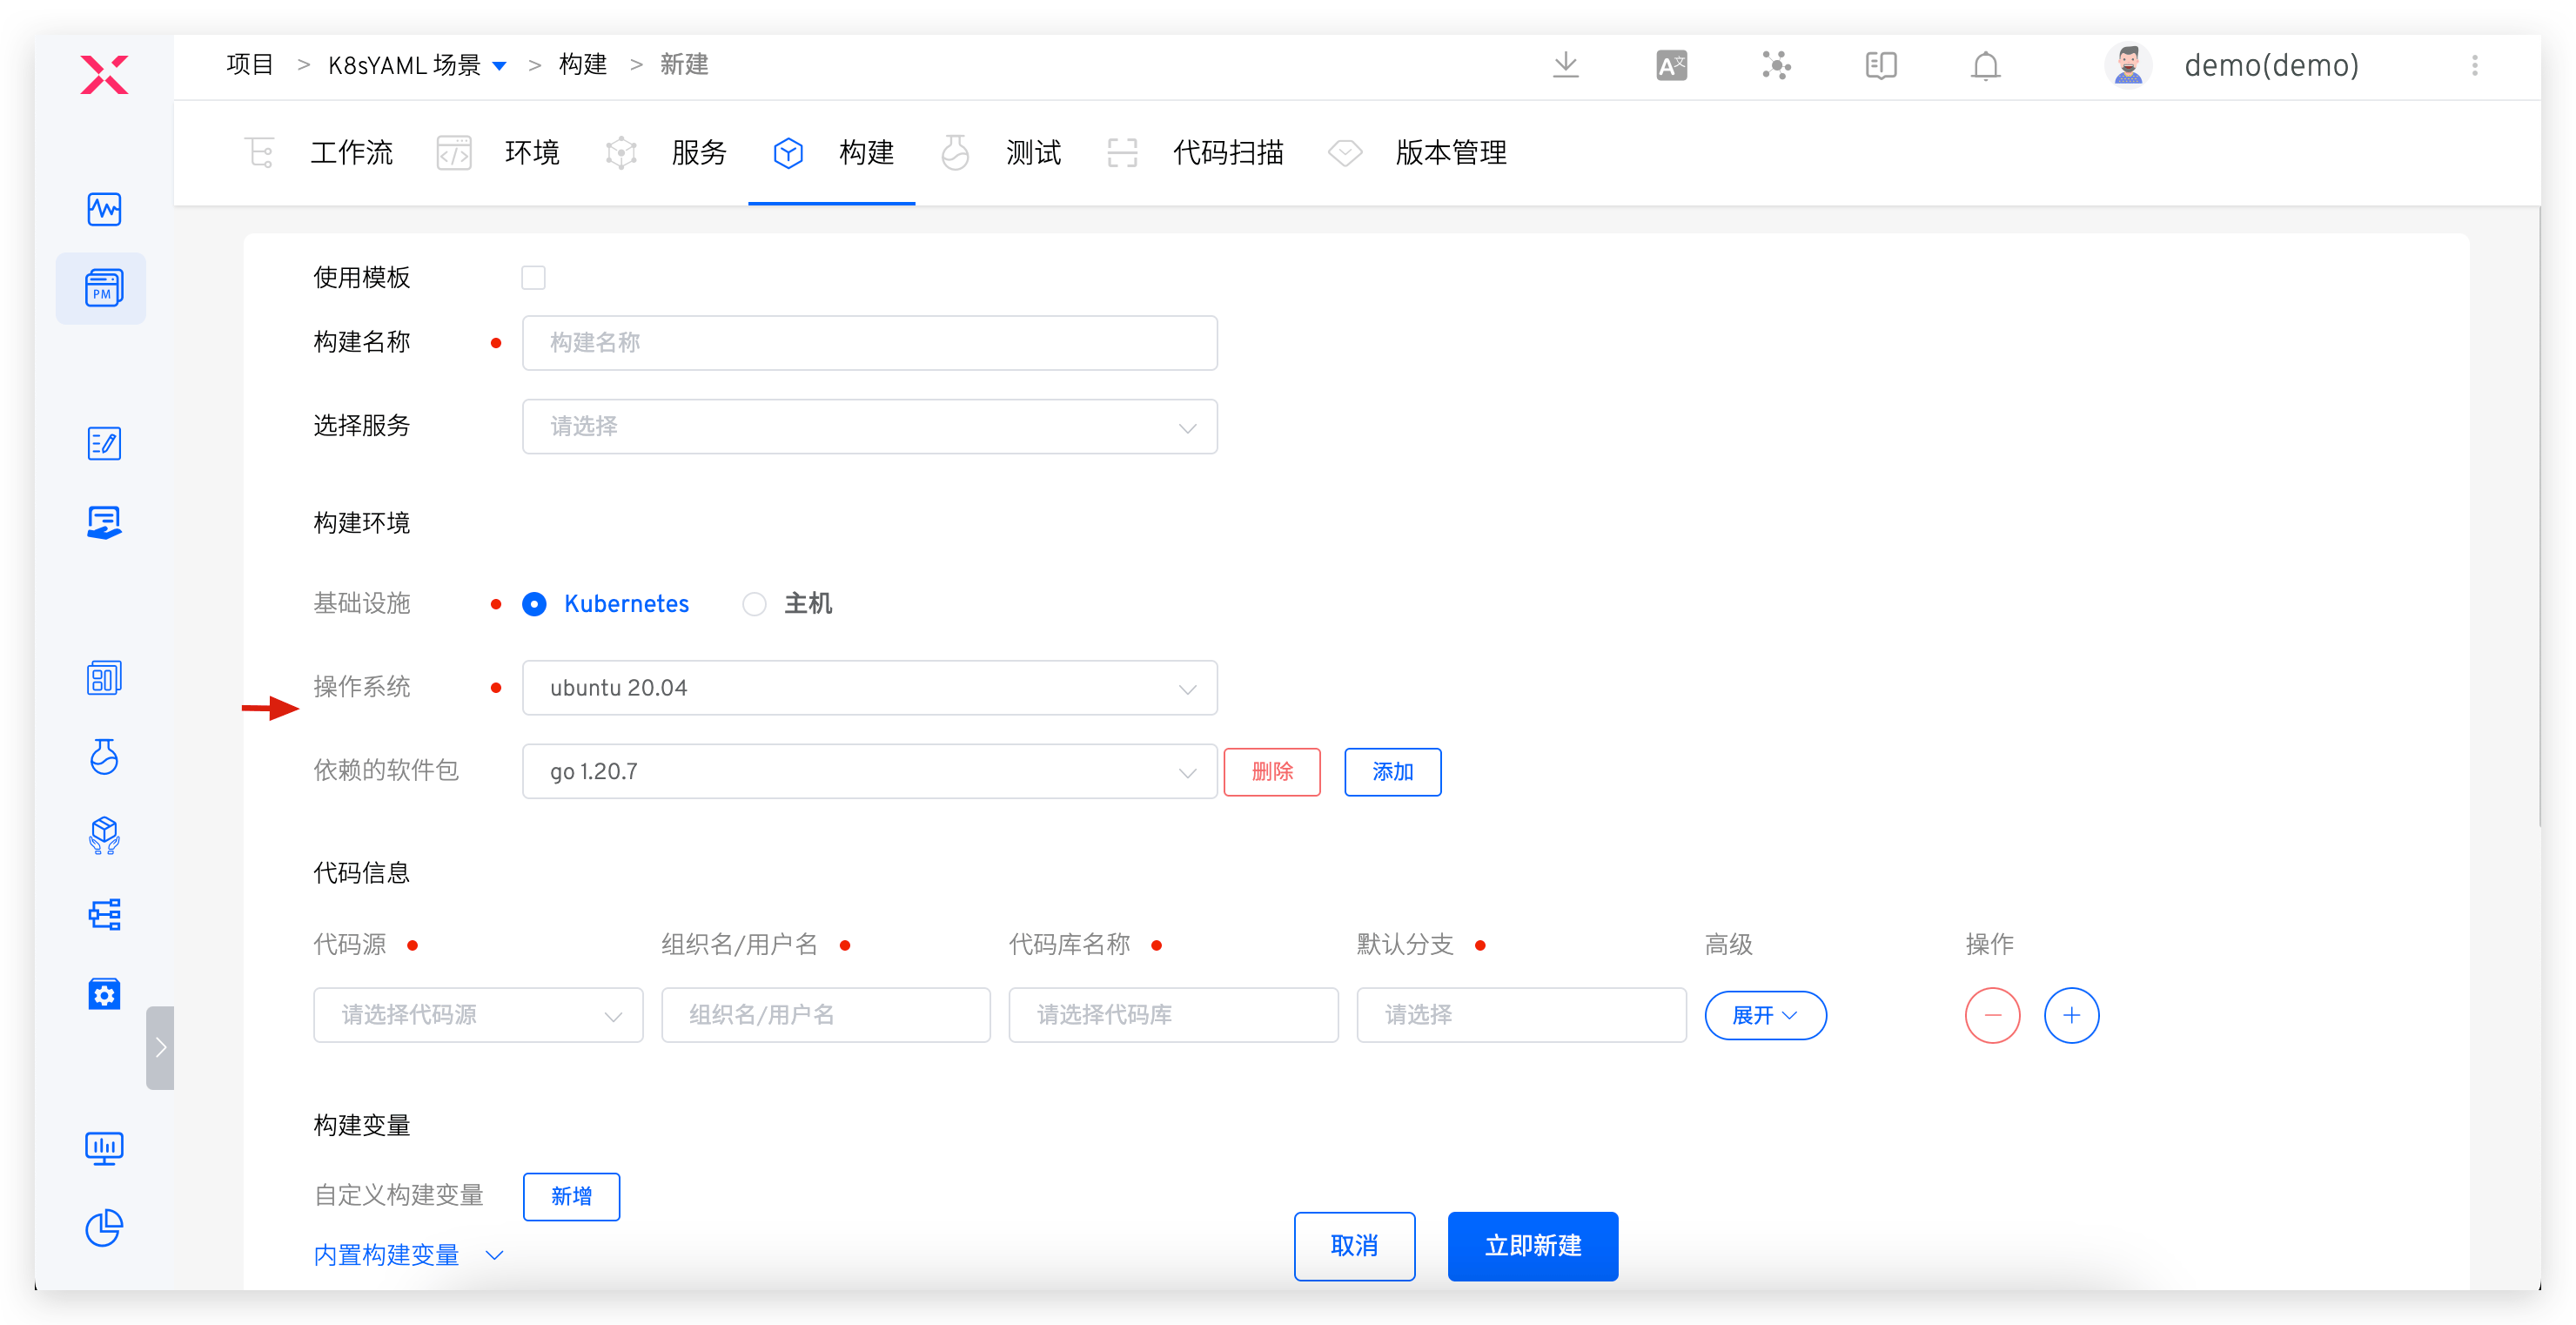 项目 > K8sYAML 场景 > 构建 > 新建
A文
demo(demo)
工作流 环境 服务 构建 测试 代码扫描 版本管理
PM
使用模板
构建名称 构建名称
选择服务 请选择
构建环境
基础设施 Kubernetes 主机
操作系统 ubuntu 20.04
依赖的软件包 go 1.20.7 删除 添加
代码信息
代码源 组织名/用户名 代码库名称 默认分支 高级 操作
请选择代码源 组织名/用户名 请选择代码库 请选择 展开
构建变量
自定义构建变量 新增
内置构建变量
取消 立即新建